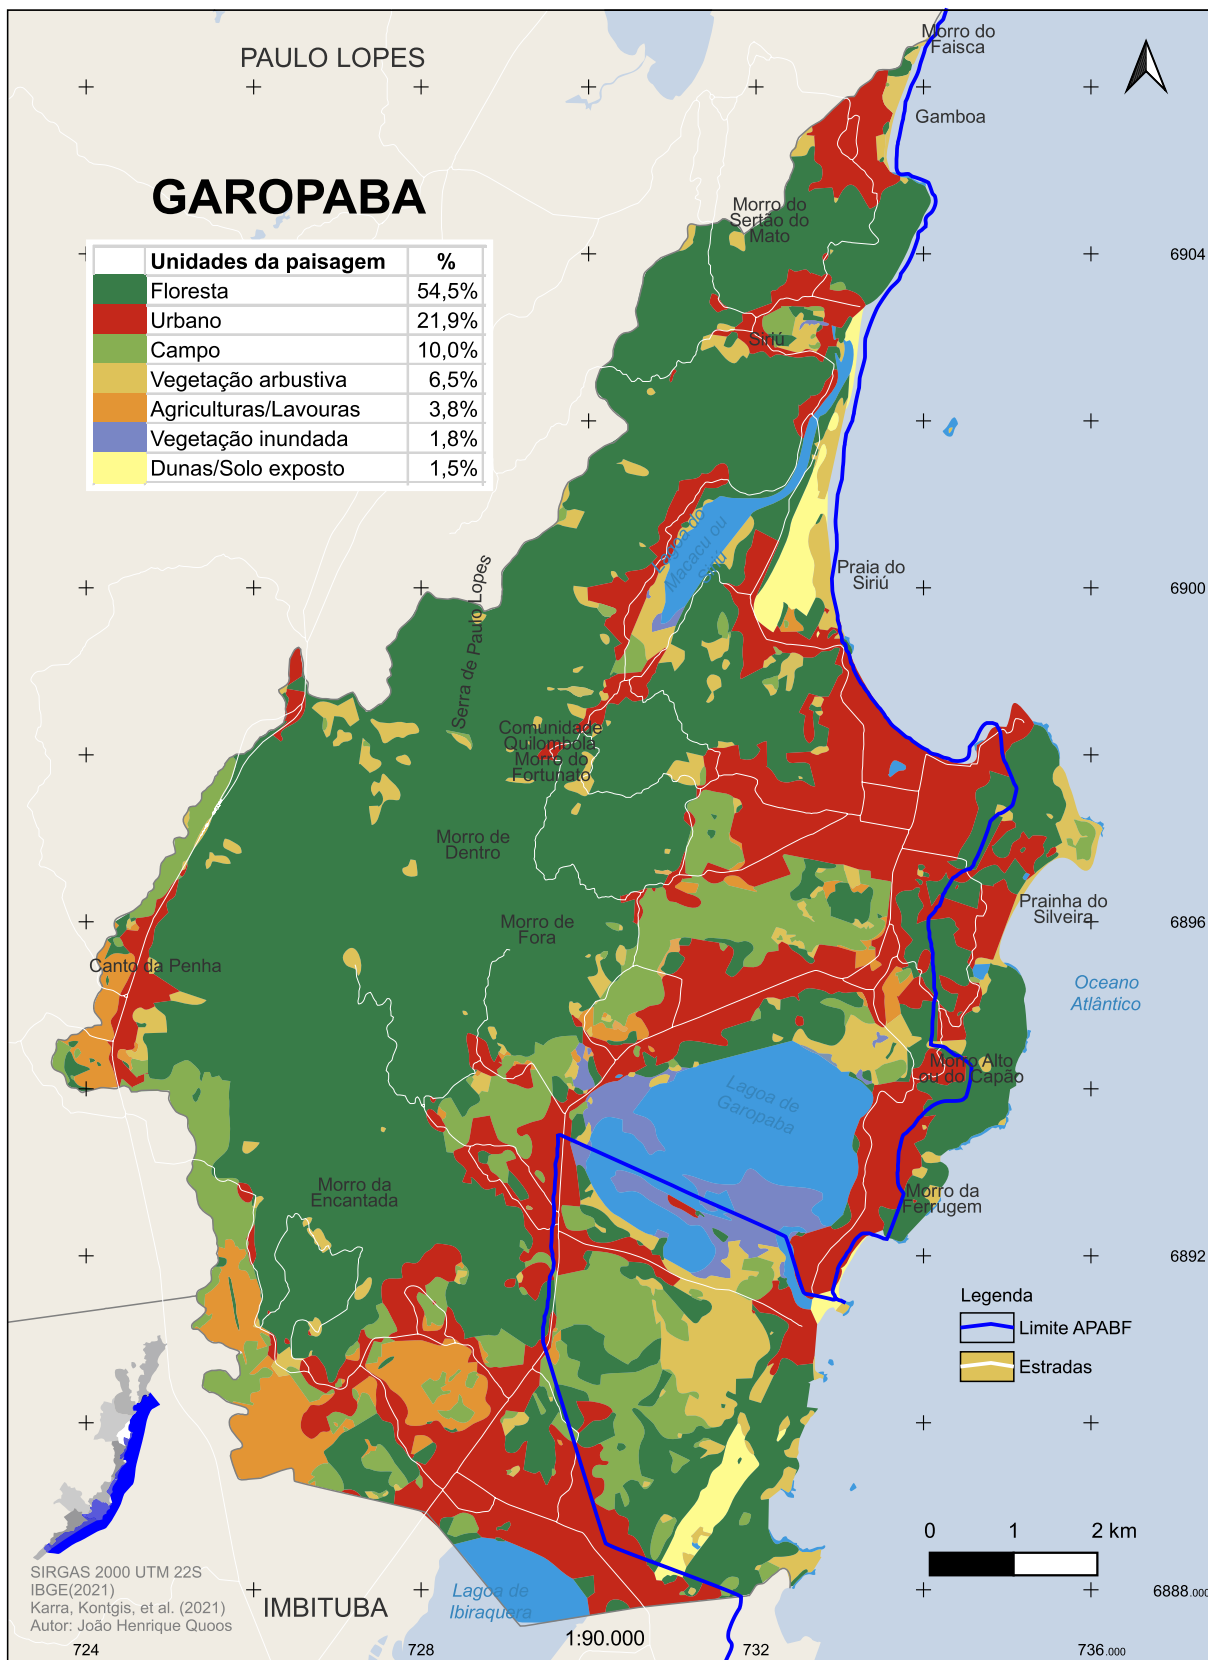 PAULO LOPES
Morro do
Faisca
Gamboa
GAROPABA
Morro do
Sertão do
Mato
6904
Unidades da paisagem %
Floresta 54,5%
Urbano 21,9%
Campo 10,0%
Vegetação arbustiva 6,5%
Agriculturas/Lavouras 3,8%
Vegetação inundada 1,8%
Dunas/Solo exposto 1,5%
Siriú
Lagoa do
Macacu ou
Siriú
Praia do
Siriú
6900
Serra de Paulo Lopes
Comunidade
Quilombola
Morro do
Fortunato
Morro de
Dentro
Prainha do
Silveira
6896
Morro de
Fora
Canto da Penha
Oceano
Atlântico
Morro Alto
ou do Capão
Lagoa de
Garopaba
Morro da
Encantada
Morro da
Ferrugem
6892
Legenda
Limite APABF
Estradas
0 1 2 km
SIRGAS 2000 UTM 22S
IBGE(2021)
Karra, Kontgis, et al. (2021)
Autor: João Henrique Quoos
IMBITUBA
Lagoa de
Ibiraquera
6888.000
1:90.000
724 728 732 736.000